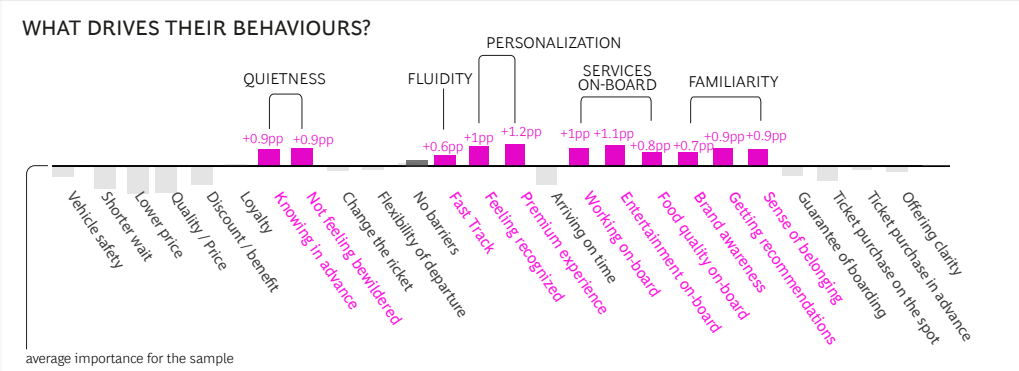 WHAT DRIVES THEIR BEHAVIOURS?
PERSONALIZATION
QUIETNESS
FLUIDITY
SERVICES
ON-BOARD
FAMILIARITY
+0.9pp
+0.9pp
+0.6pp
+1pp
+1.2pp
+1pp
+1.1pp
+0.8pp
+0.7pp
+0.9pp
+0.9pp
Vehicle safety
Shorter wait
Lower price
Quality / Price
Discount / benefit
Loyalty
Knowing in advance
Not feeling bewildered
Change the ricket
Flexibility of departure
No barriers
Fast Track
Feeling recognized
Premium experience
Arriving on time
Working on-board
Entertainment on-board
Food quality on-board
Brand awareness
Getting recommendations
Sense of belonging
Guarantee of boarding
Ticket purchase on the spot
Ticket purchase in advance
Offering clarity
average importance for the sample